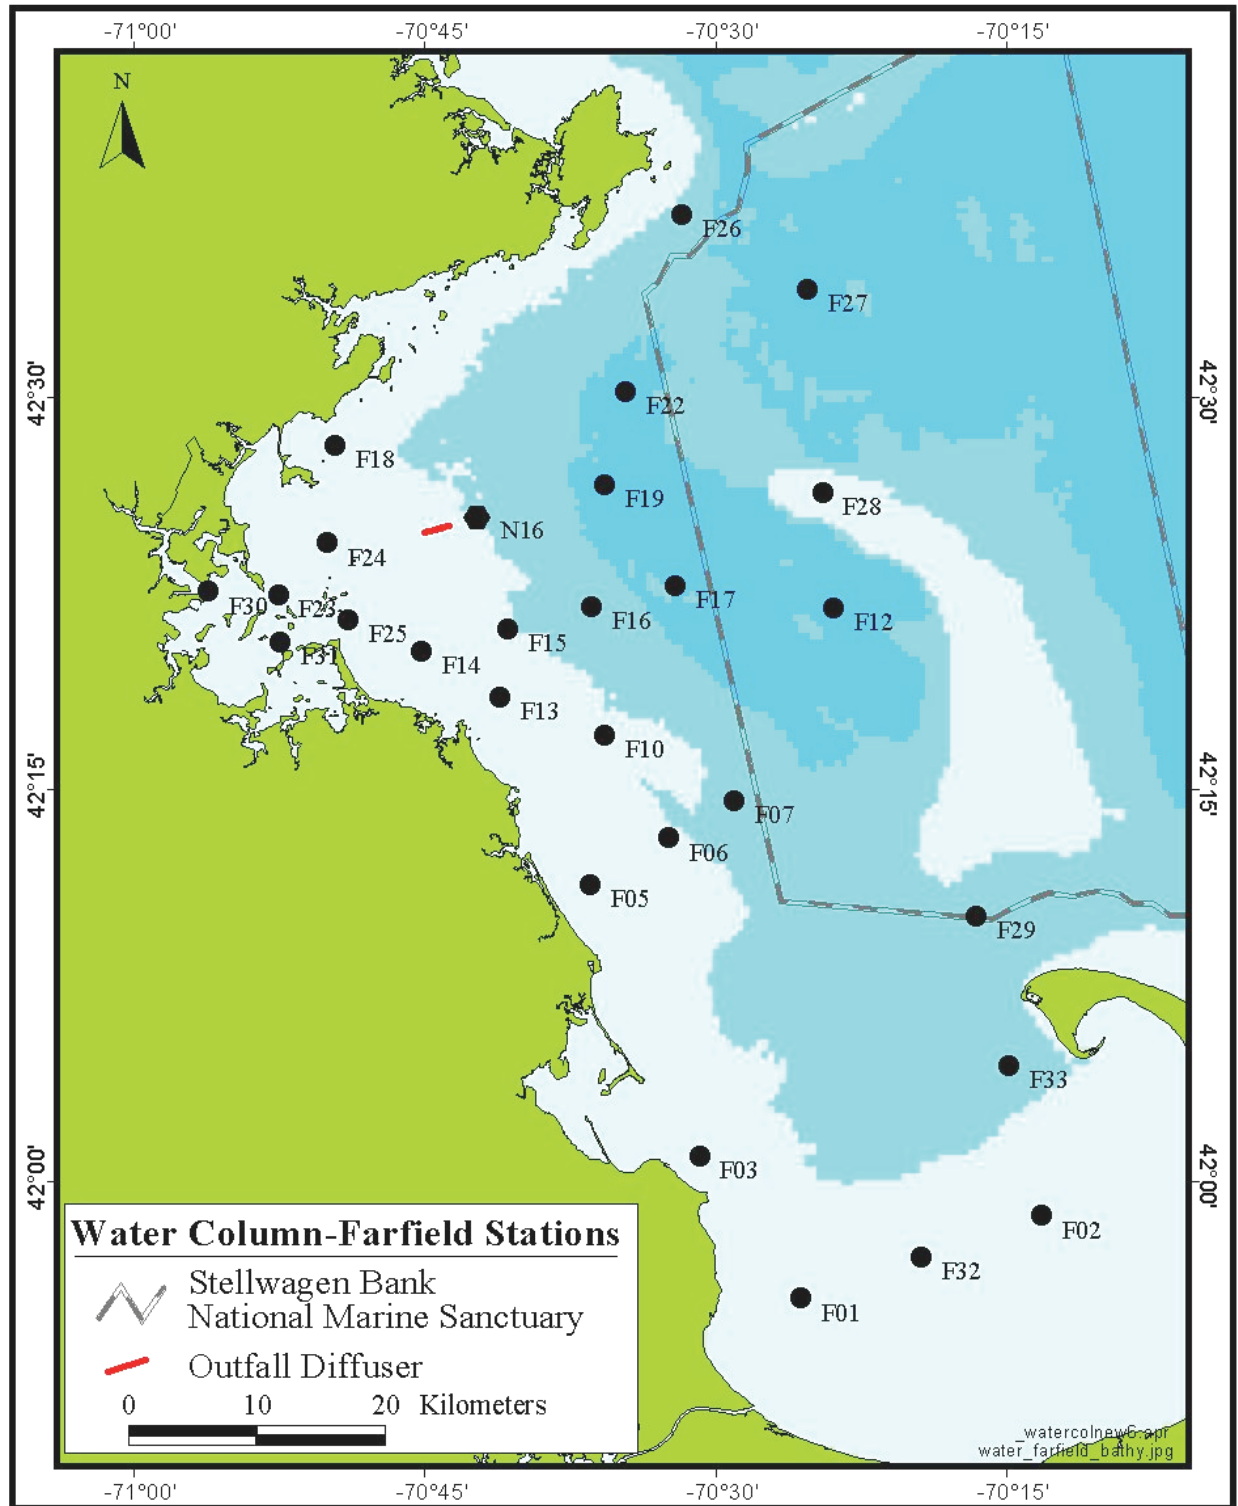 -71°00' -70°45' -70°30' -70°15'
N
F26
F27
42°30' 42°30'
F22
F18
F19
F28
N16
F24
F30 F23 F17
F16 F12
F25 F15
F31 F14
F13
F10
42°15' 42°15'
F07
F06
F05
F29
F33
F03
42°00' 42°00'
F02
F32
F01
Water Column-Farfield Stations
Stellwagen Bank
National Marine Sanctuary
Outfall Diffuser
0 10 20 Kilometers
_watercolnew6.apr
water_farfield_bathy.jpg
-71°00' -70°45' -70°30' -70°15'